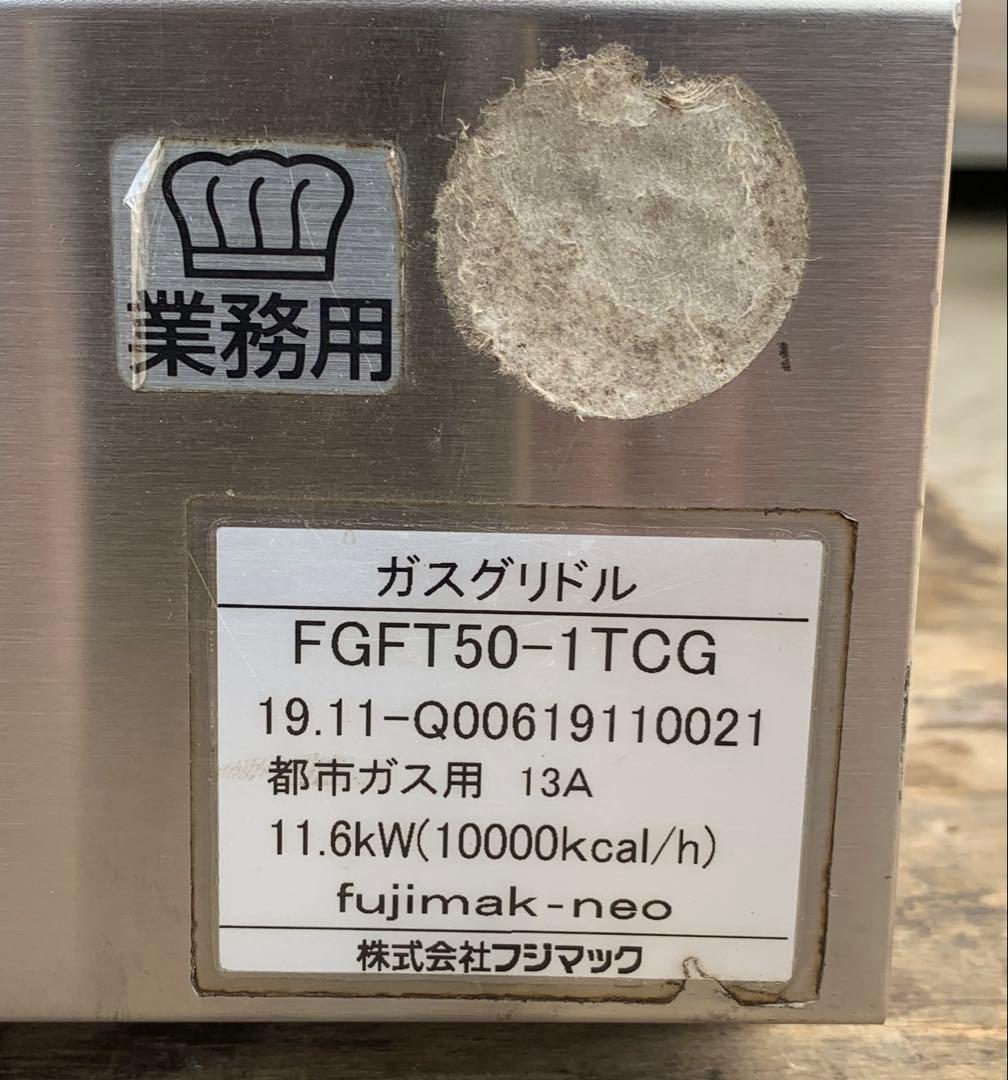 業務用
ガスグリドル
FGFT50-1TCG
19.11-Q00619110021
都市ガス用 13A
11.6kW(10000kcal/h)
fujimak-neo
株式会社フジマック